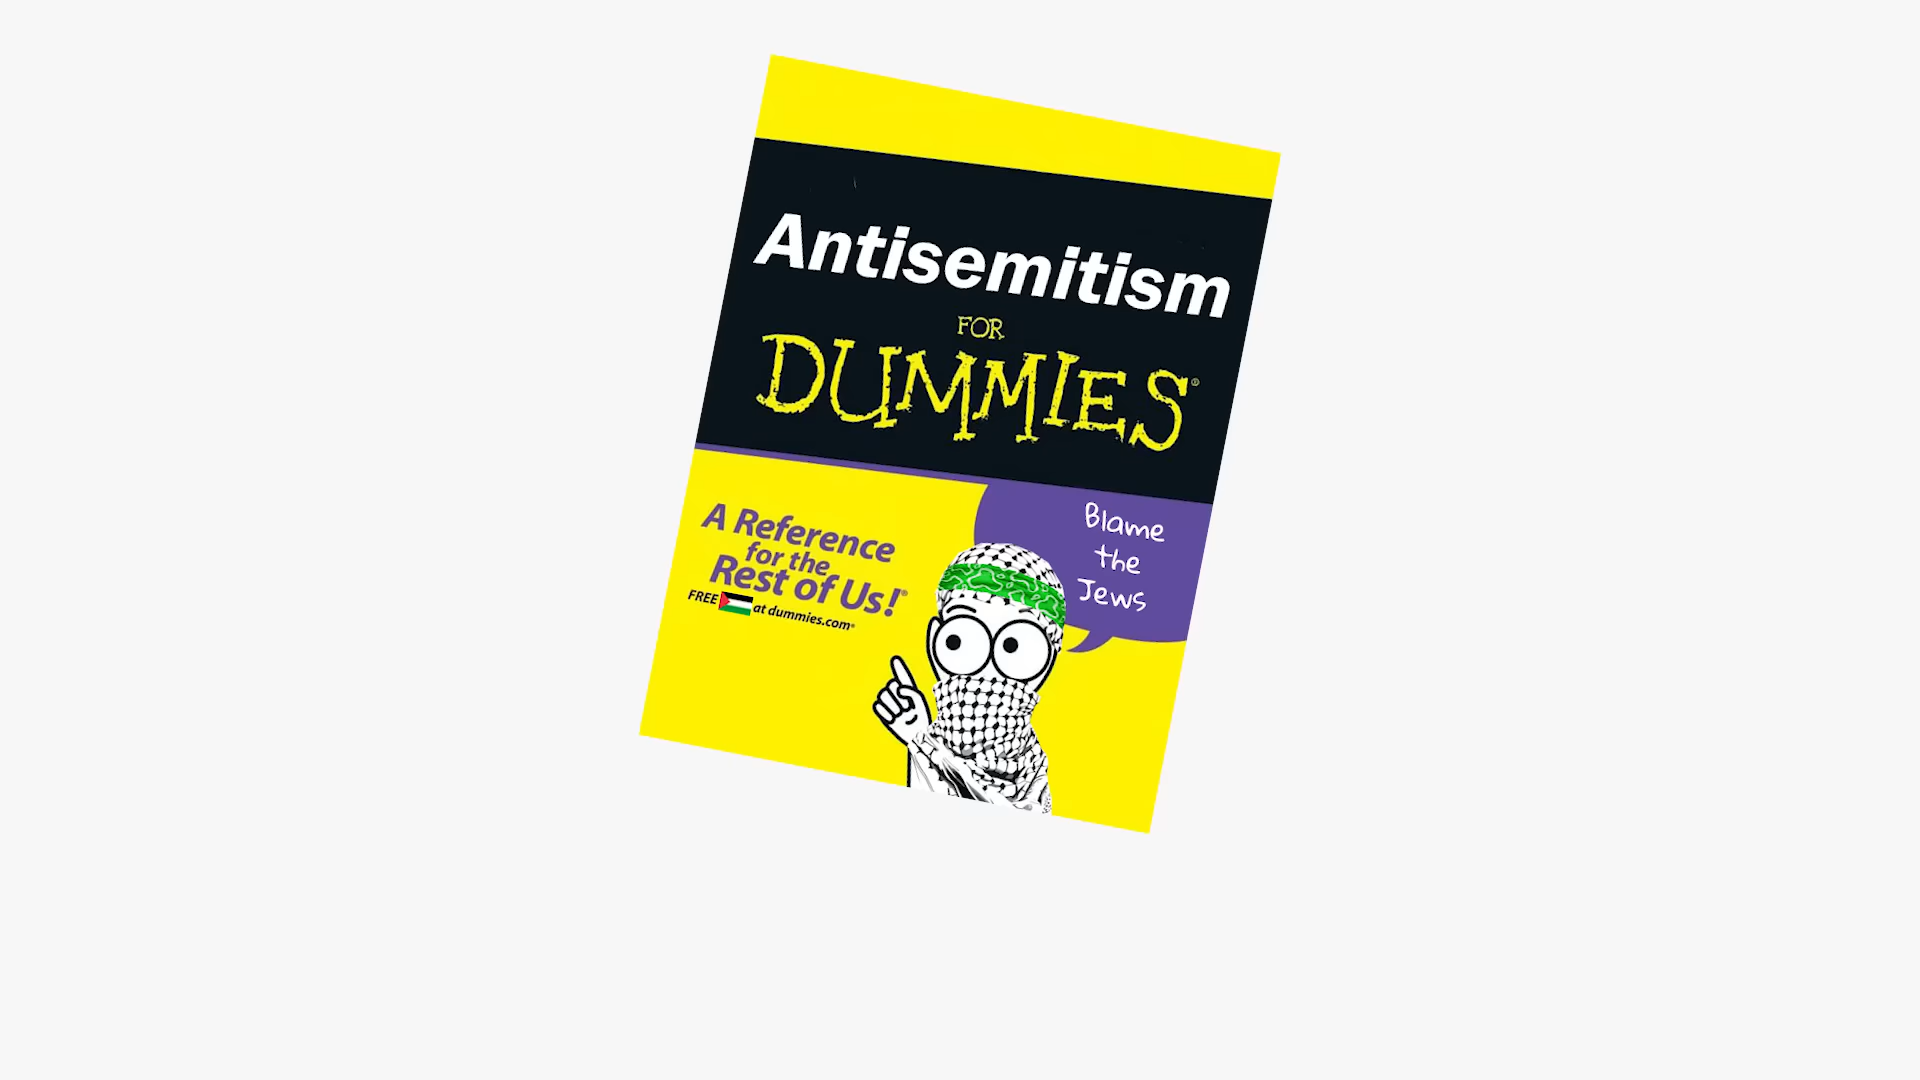 Antisemitism
FOR
DUMMIES®
Blame
the
Jews
A Reference
for the
Rest of Us!®
FREE at dummies.com®